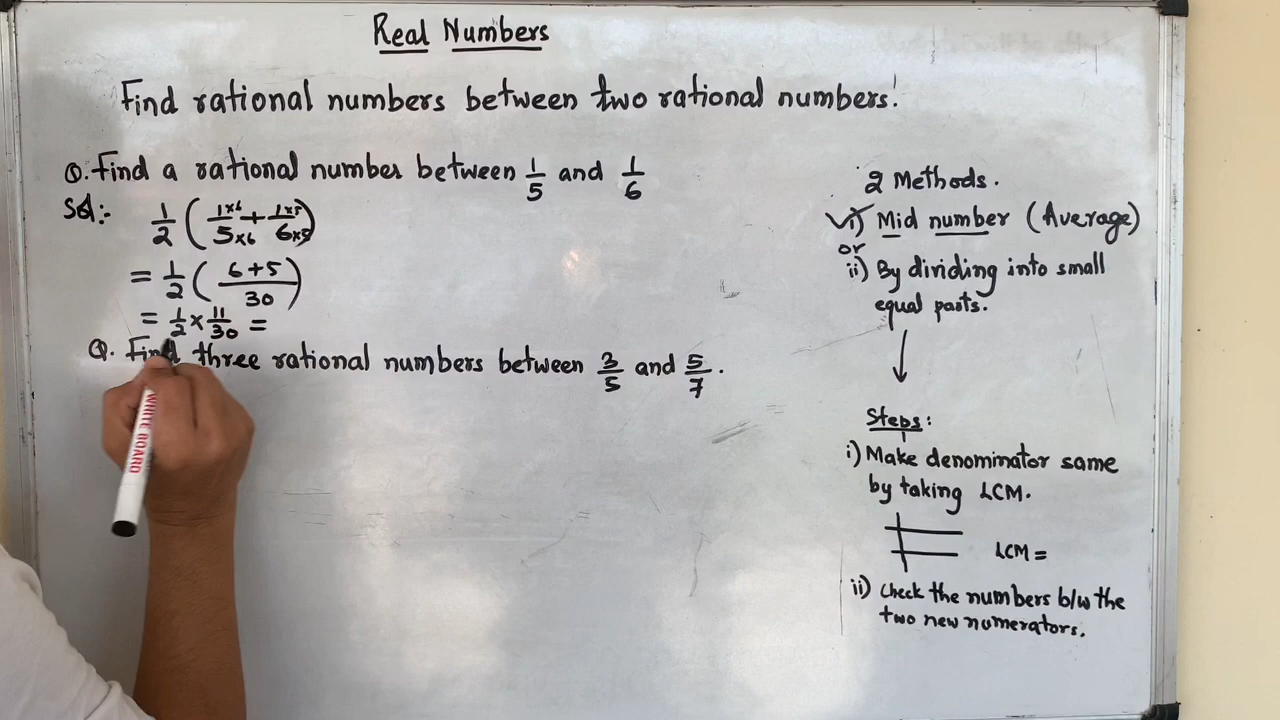 Real Numbers
Find rational numbers between two rational numbers!
Q. Find a rational number between 1/5 and 1/6
Sol:- 1/2 ( 1×6/5×6 + 1×5/6×5 )
= 1/2 ( 6+5/30 )
= 1/2 × 11/30 =
Q. Find three rational numbers between 3/5 and 5/7 .
2 Methods.
✓ i) Mid number (Average)
or
ii) By dividing into small
equal parts.
Steps:
i) Make denominator same
by taking LCM.
LCM =
ii) Check the numbers b/w the
two new numerators.
WHITE BOARD